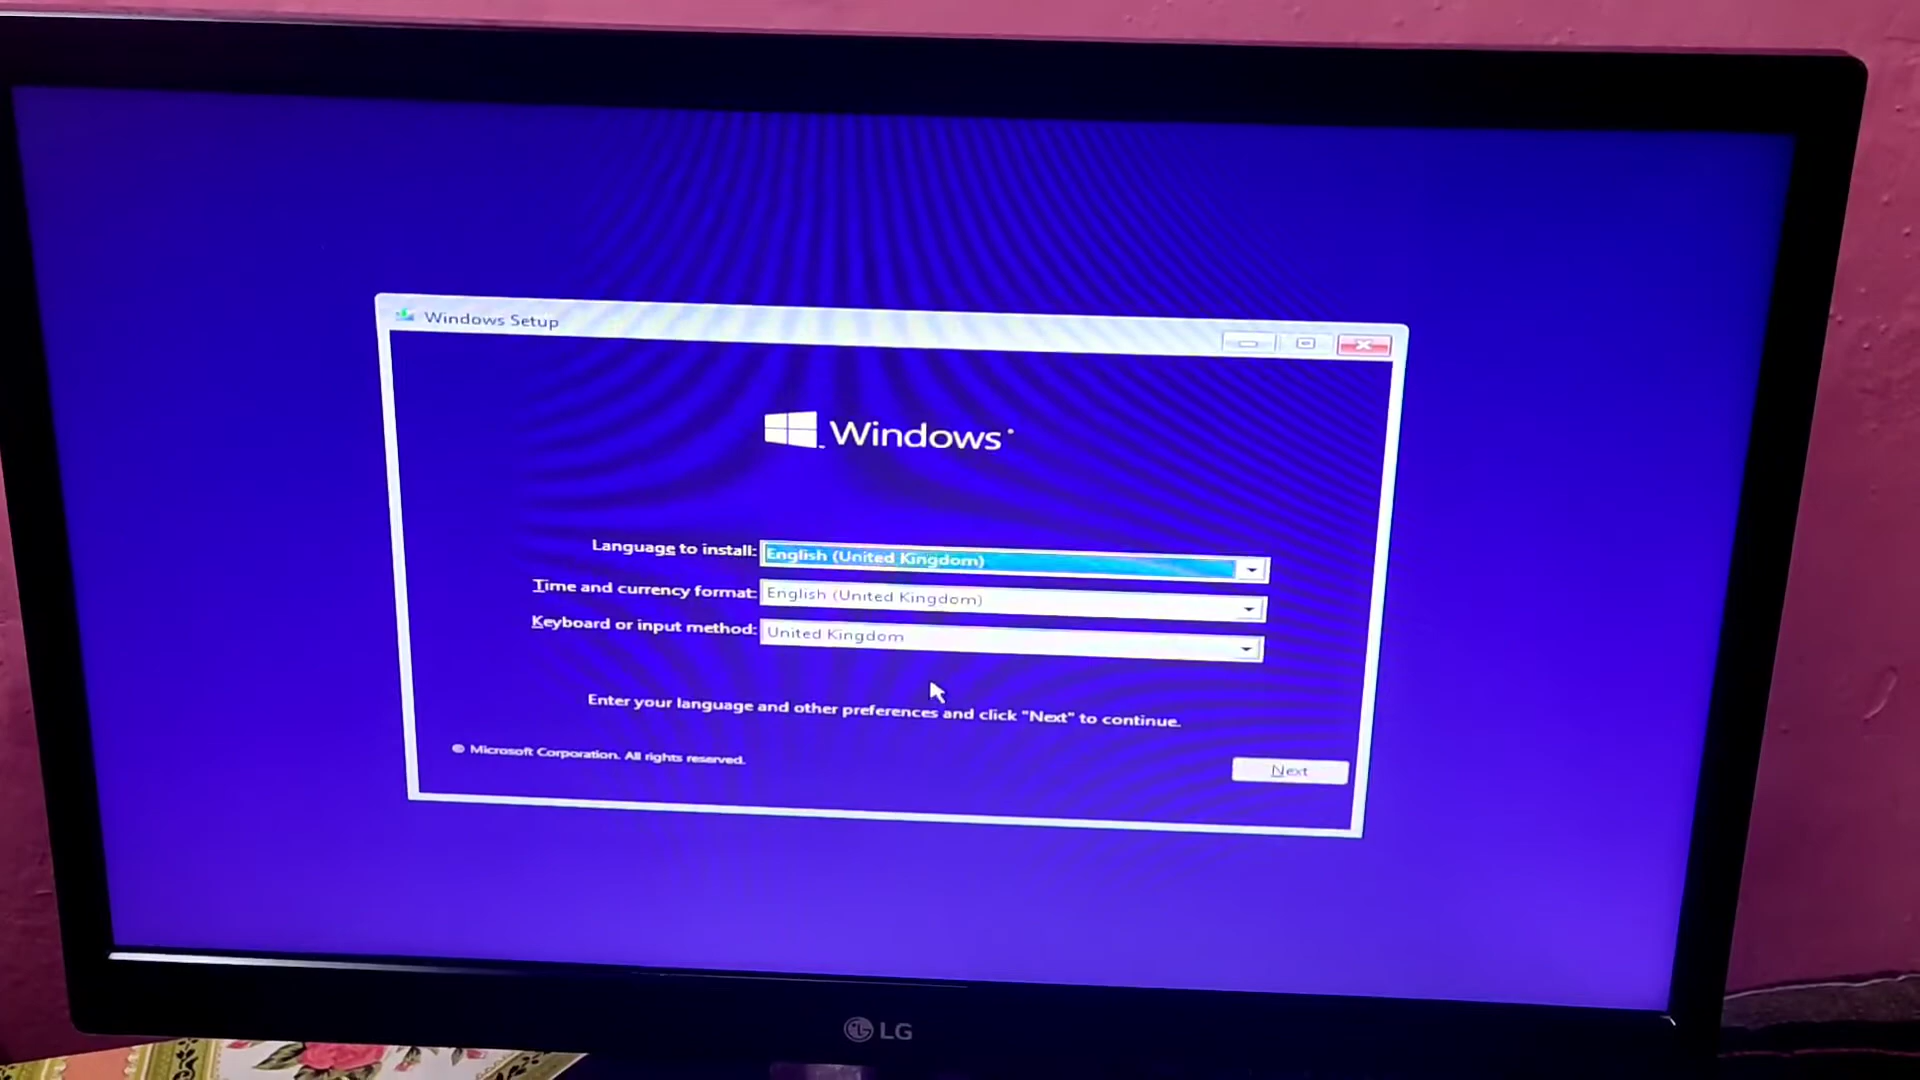 Windows Setup
Windows
Language to install: English (United Kingdom)
Time and currency format: English (United Kingdom)
Keyboard or input method: United Kingdom
Enter your language and other preferences and click "Next" to continue.
© Microsoft Corporation. All rights reserved.
Next
LG